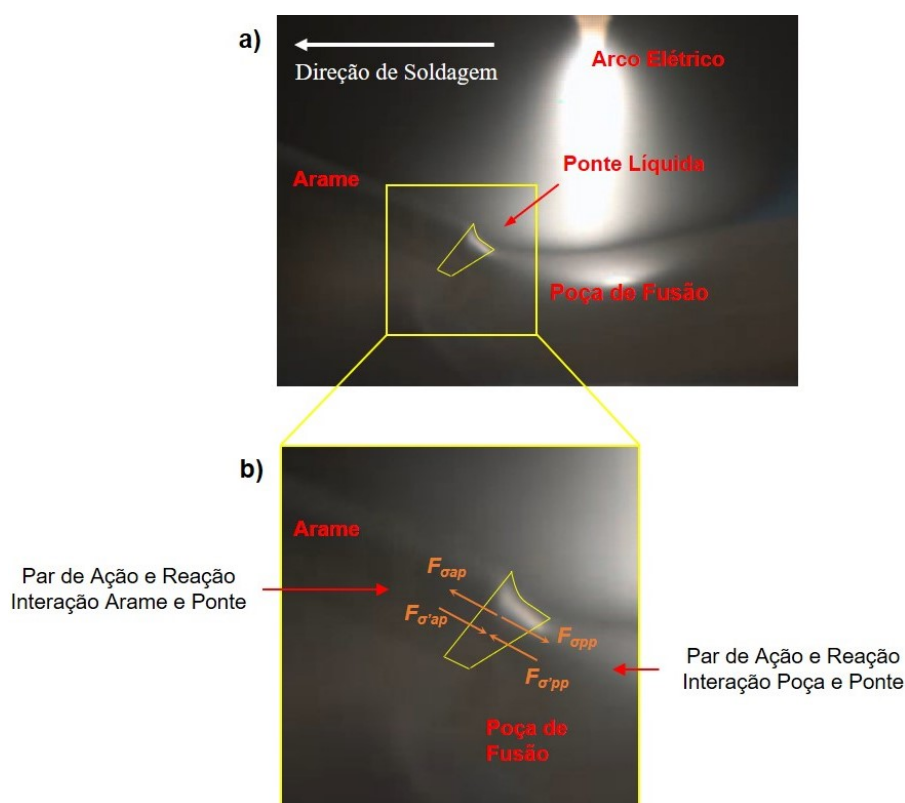 a)
Direção de Soldagem
Arco Elétrico
Ponte Líquida
Arame
Poça de Fusão
b)
Arame
Par de Ação e Reação
Interação Arame e Ponte
Fσap
Fσ'ap
Fσpp
Fσ'pp
Par de Ação e Reação
Interação Poça e Ponte
Poça de
Fusão